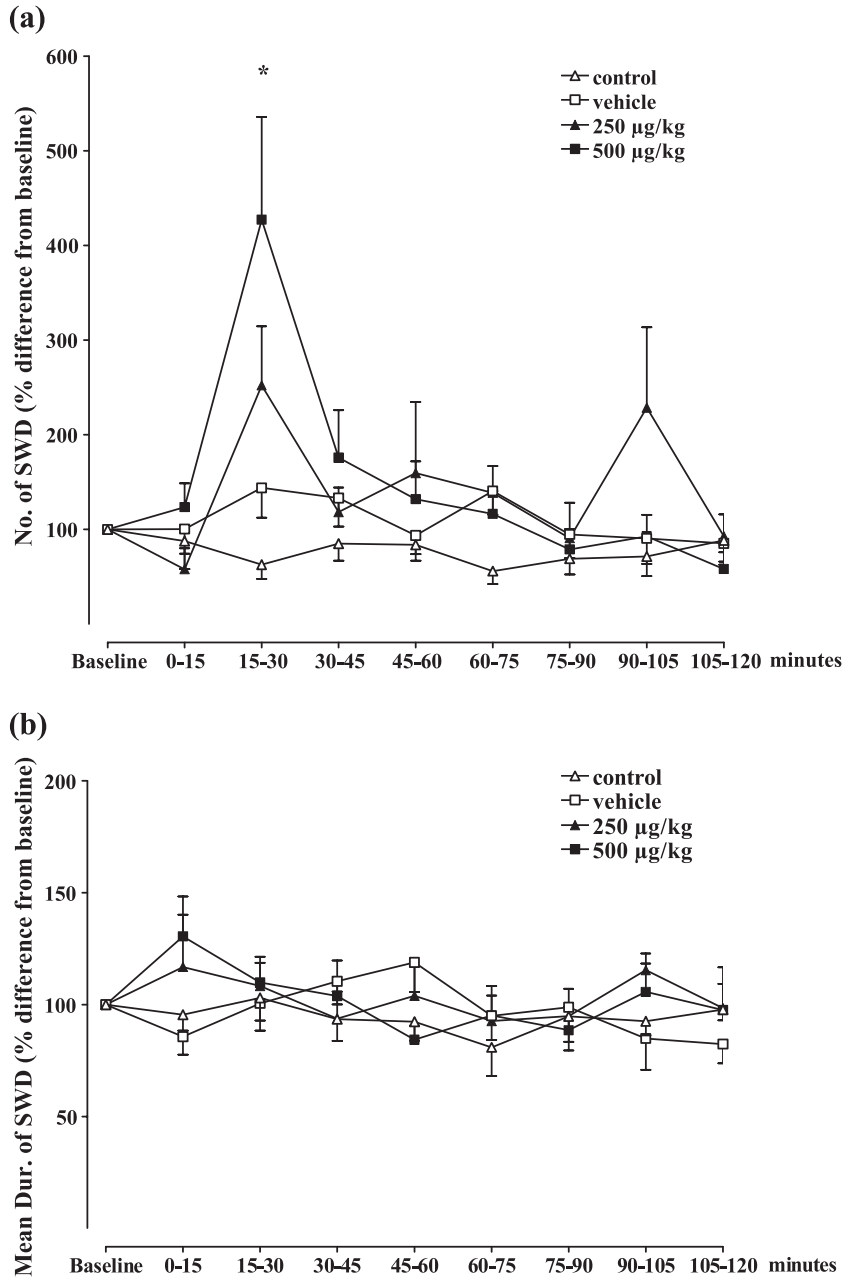 (a)
No. of SWD (% difference from baseline)
600
500
400
300
200
100
*
control
vehicle
250 µg/kg
500 µg/kg
Baseline 0-15 15-30 30-45 45-60 60-75 75-90 90-105 105-120 minutes
(b)
Mean Dur. of SWD (% difference from baseline)
200
150
100
50
control
vehicle
250 µg/kg
500 µg/kg
Baseline 0-15 15-30 30-45 45-60 60-75 75-90 90-105 105-120 minutes